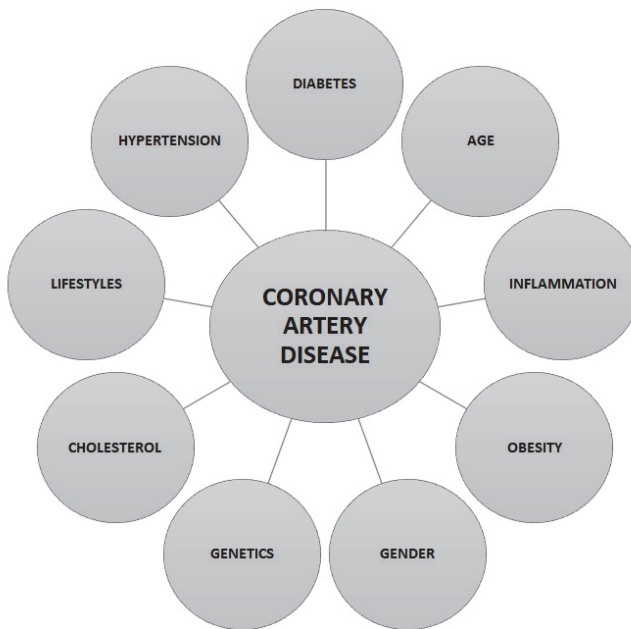 DIABETES
HYPERTENSION
AGE
LIFESTYLES
INFLAMMATION
CORONARY
ARTERY
DISEASE
CHOLESTEROL
OBESITY
GENETICS
GENDER